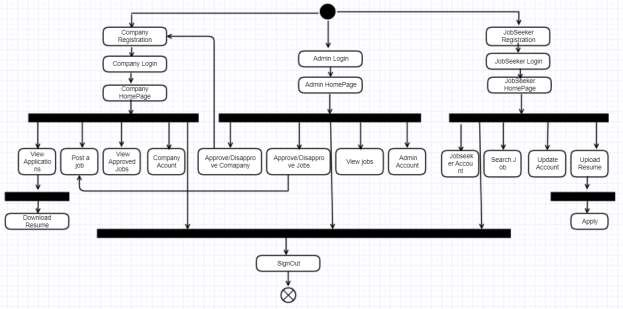 Company
Registration
Company Login
Company
HomePage
Admin Login
Admin HomePage
JobSeeker
Registration
JobSeeker Login
JobSeeker
HomePage
View
Applicatio
ns
Post a
job
View
Approved
Jobs
Company
Acount
Approve/Disappro
ve Comapany
Approve/Disappro
ve Jobs
View jobs
Admin
Account
Jobseek
er Accou
nt
Search J
ob
Update
Account
Upload
Resume
Download
Resume
Apply
SignOut